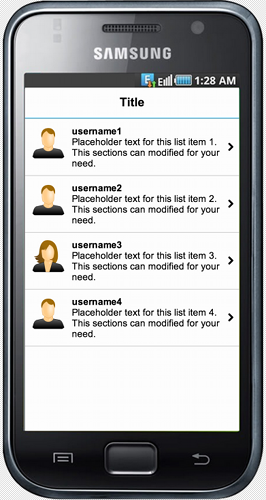 SAMSUNG
E 1:28 AM
Title
username1
Placeholder text for this list item 1.
This sections can modified for your
need.
username2
Placeholder text for this list item 2.
This sections can modified for your
need.
username3
Placeholder text for this list item 3.
This sections can modified for your
need.
username4
Placeholder text for this list item 4.
This sections can modified for your
need.